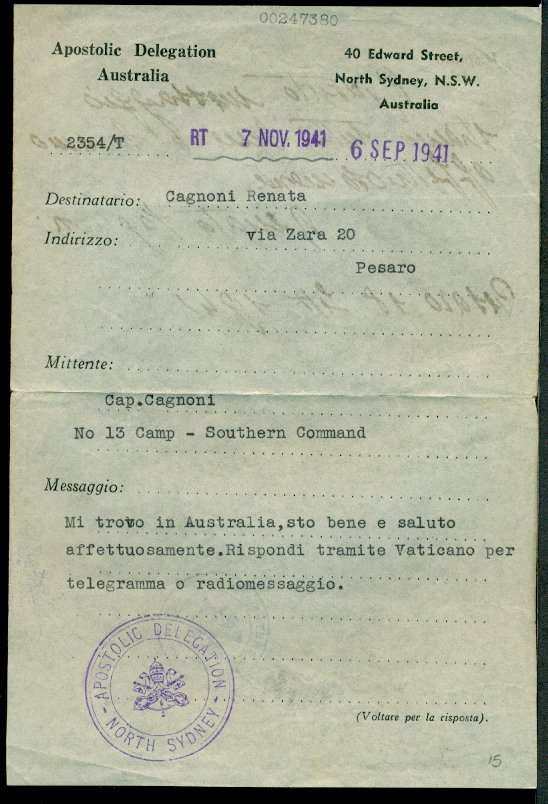 00247380
Apostolic Delegation
Australia
40 Edward Street,
North Sydney, N.S.W.
Australia
2354/T
RT 7 NOV. 1941
6 SEP. 1941
Destinatario: Cagnoni Renata
Indirizzo: via Zara 20
Pesaro
Mittente:
Cap.Cagnoni
No 13 Camp - Southern Command
Messaggio:
Mi trovo in Australia,sto bene e saluto
affettuosamente.Rispondi tramite Vaticano per
telegramma o radiomessaggio.
APOSTOLIC DELEGATION
- NORTH SYDNEY -
(Voltare per la risposta).
15